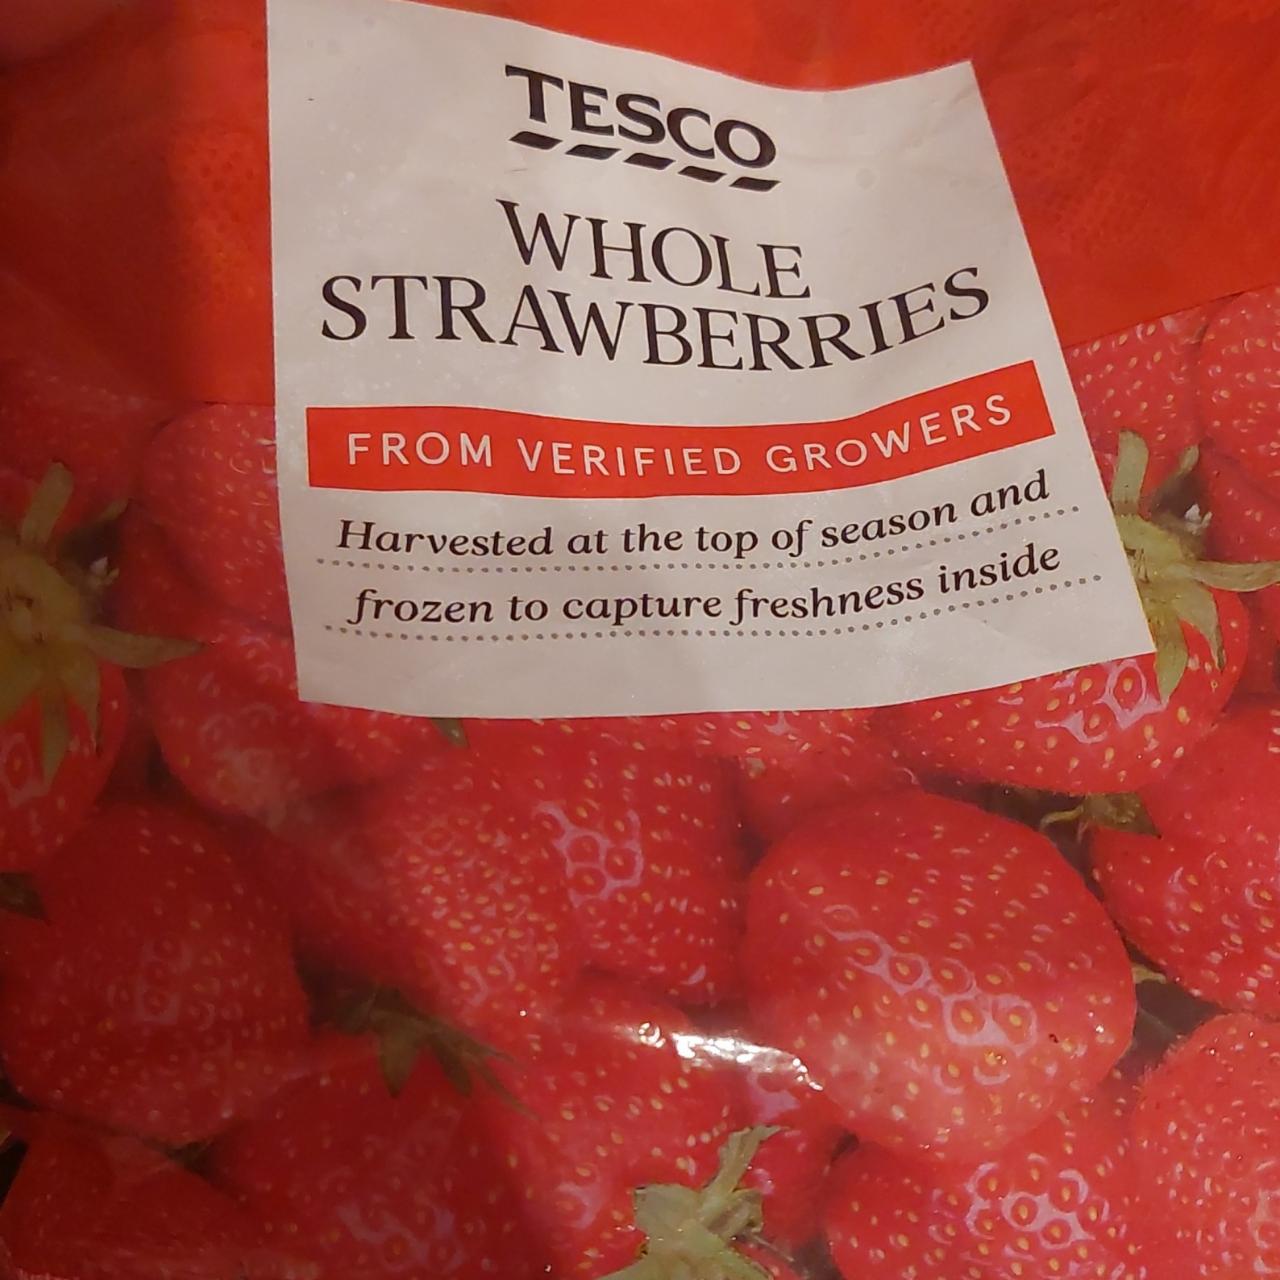 TESCO
WHOLE
STRAWBERRIES
FROM VERIFIED GROWERS
Harvested at the top of season and
frozen to capture freshness inside